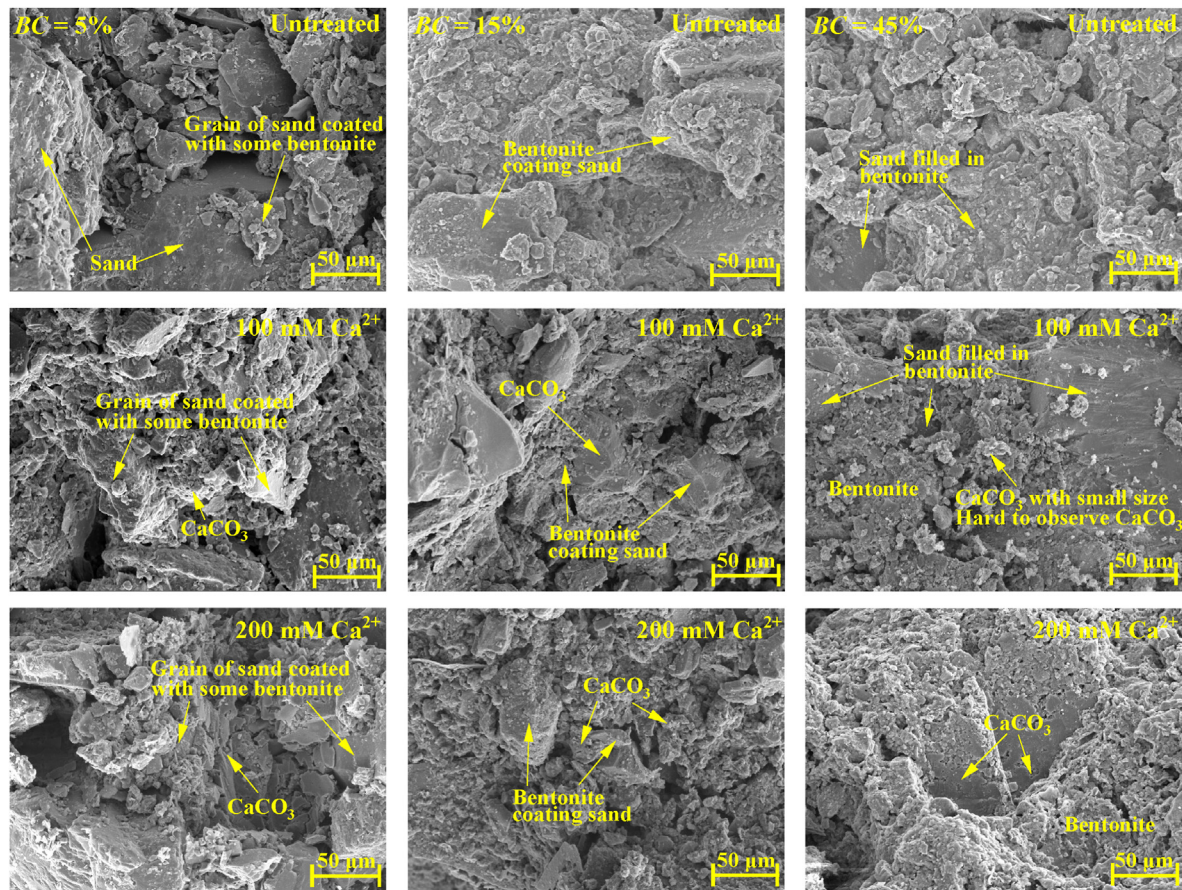 BC = 5%
Untreated
Grain of sand coated
with some bentonite
Sand
50 µm
BC = 15%
Untreated
Bentonite
coating sand
50 µm
BC = 45%
Untreated
Sand filled in
bentonite
50 µm
100 mM Ca²⁺
Grain of sand coated
with some bentonite
CaCO₃
50 µm
100 mM Ca²⁺
CaCO₃
Bentonite
coating sand
50 µm
100 mM Ca²⁺
Sand filled in
bentonite
Bentonite
CaCO₃ with small size
Hard to observe CaCO₃
50 µm
200 mM Ca²⁺
Grain of sand coated
with some bentonite
CaCO₃
50 µm
200 mM Ca²⁺
CaCO₃
Bentonite
coating sand
50 µm
200 mM Ca²⁺
CaCO₃
Bentonite
50 µm